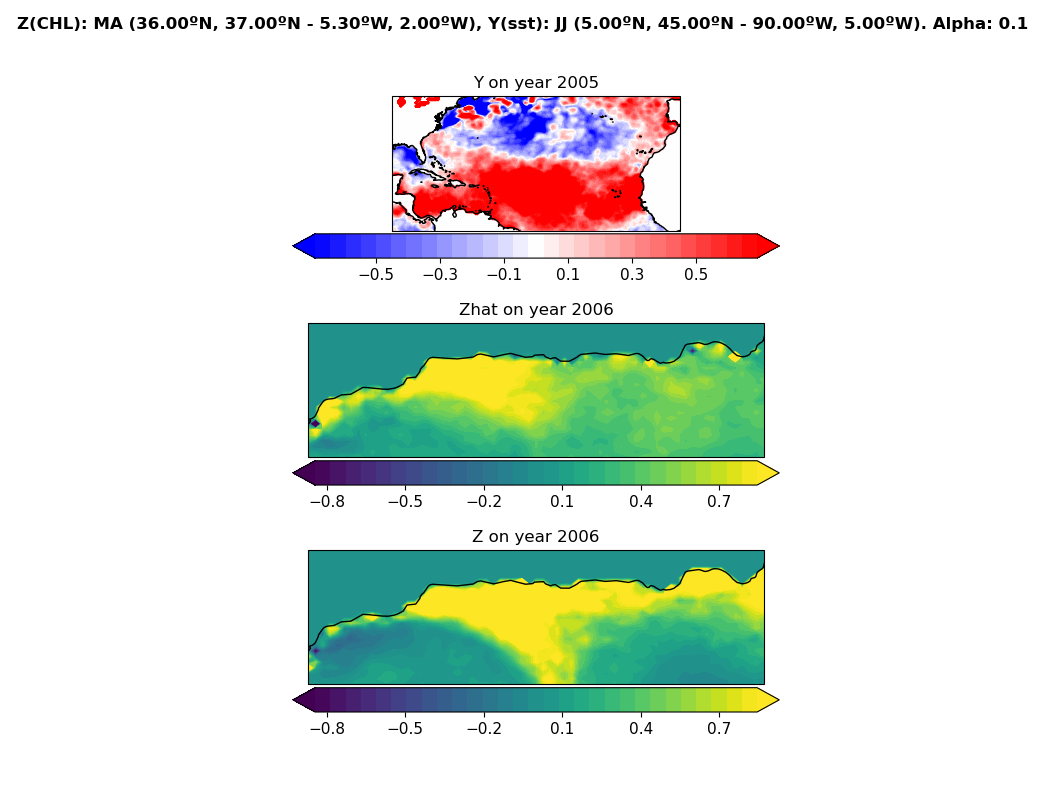 Z(CHL): MA (36.00ºN, 37.00ºN - 5.30ºW, 2.00ºW), Y(sst): JJ (5.00ºN, 45.00ºN - 90.00ºW, 5.00ºW). Alpha: 0.1
Y on year 2005
−0.5 −0.3 −0.1 0.1 0.3 0.5
Zhat on year 2006
−0.8 −0.5 −0.2 0.1 0.4 0.7
Z on year 2006
−0.8 −0.5 −0.2 0.1 0.4 0.7